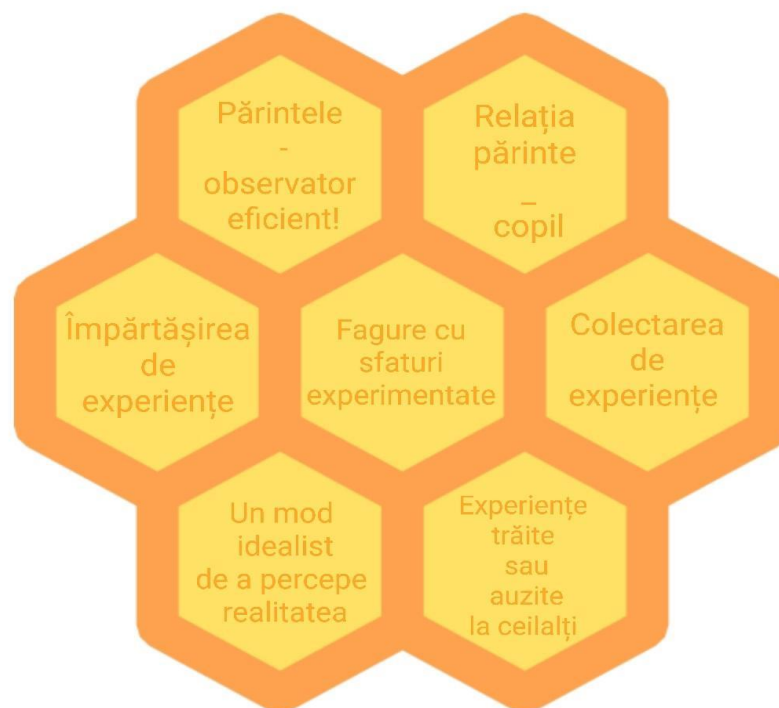 Părintele
-
observator
eficient!
Relația
părinte
_
copil
Împărtășirea
de
experiențe
Fagure cu
sfaturi
experimentate
Colectarea
de
experiențe
Un mod
idealist
de a percepe
realitatea
Experiențe
trăite
sau
auzite
la ceilalți